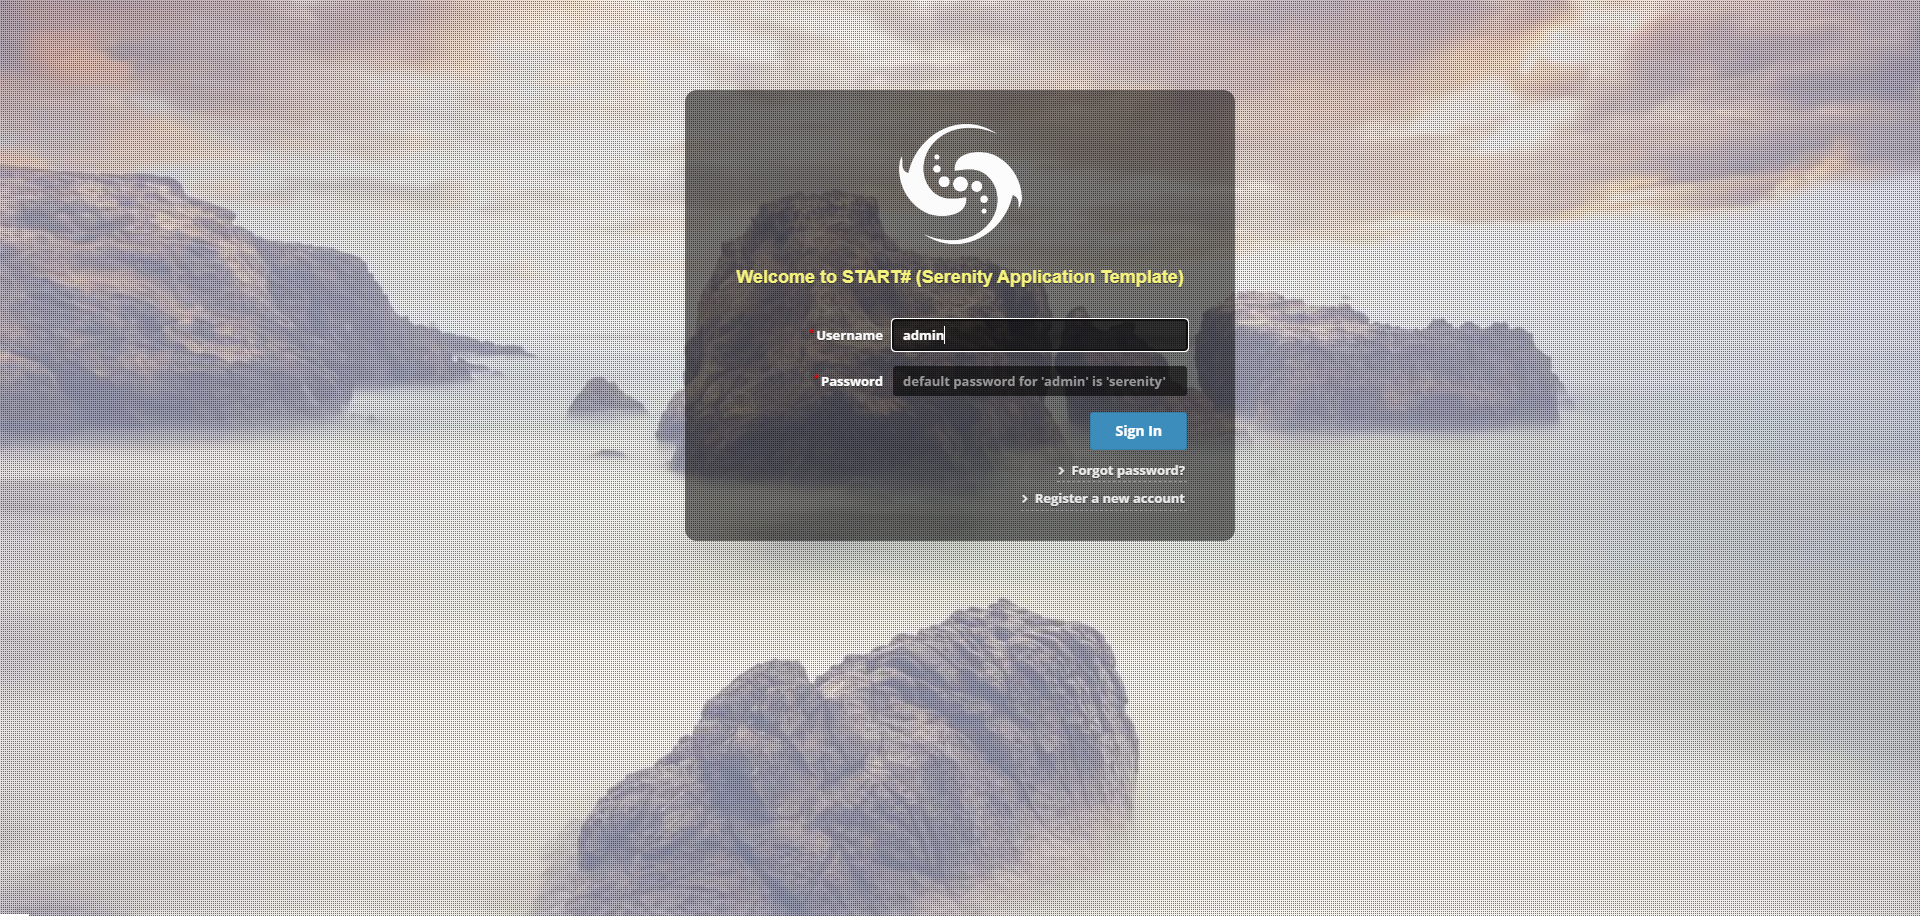 Welcome to START# (Serenity Application Template)
*Username admin
*Password default password for 'admin' is 'serenity'
Sign In
Forgot password?
Register a new account